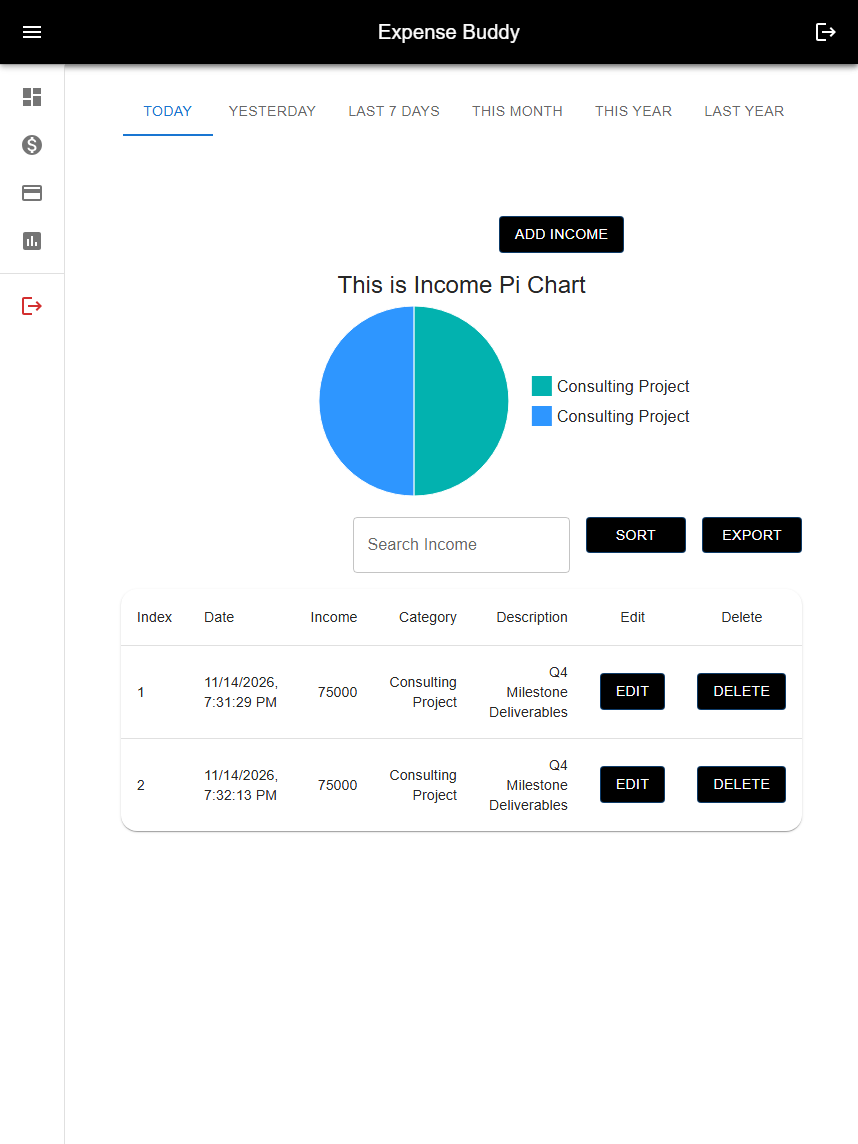 Expense Buddy
TODAY YESTERDAY LAST 7 DAYS THIS MONTH THIS YEAR LAST YEAR
ADD INCOME
This is Income Pi Chart
Consulting Project
Consulting Project
Search Income SORT EXPORT
Index Date Income Category Description Edit Delete
1 11/14/2026, 7:31:29 PM 75000 Consulting Project Q4 Milestone Deliverables EDIT DELETE
2 11/14/2026, 7:32:13 PM 75000 Consulting Project Q4 Milestone Deliverables EDIT DELETE